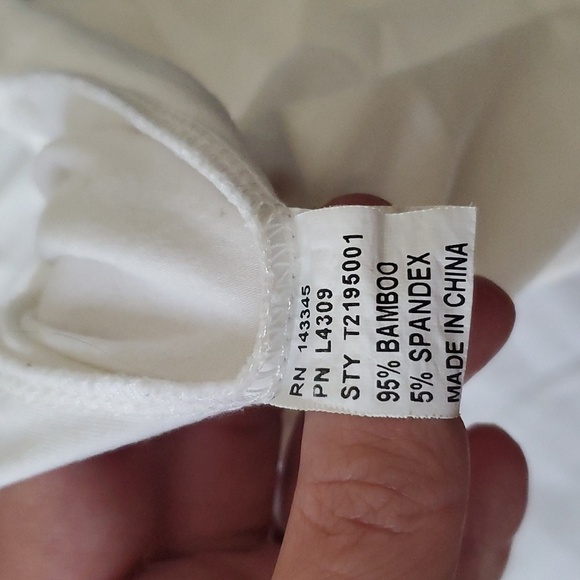 RN 143345
PN L4309
STY T2195001
95% BAMBOO
5% SPANDEX
MADE IN CHINA